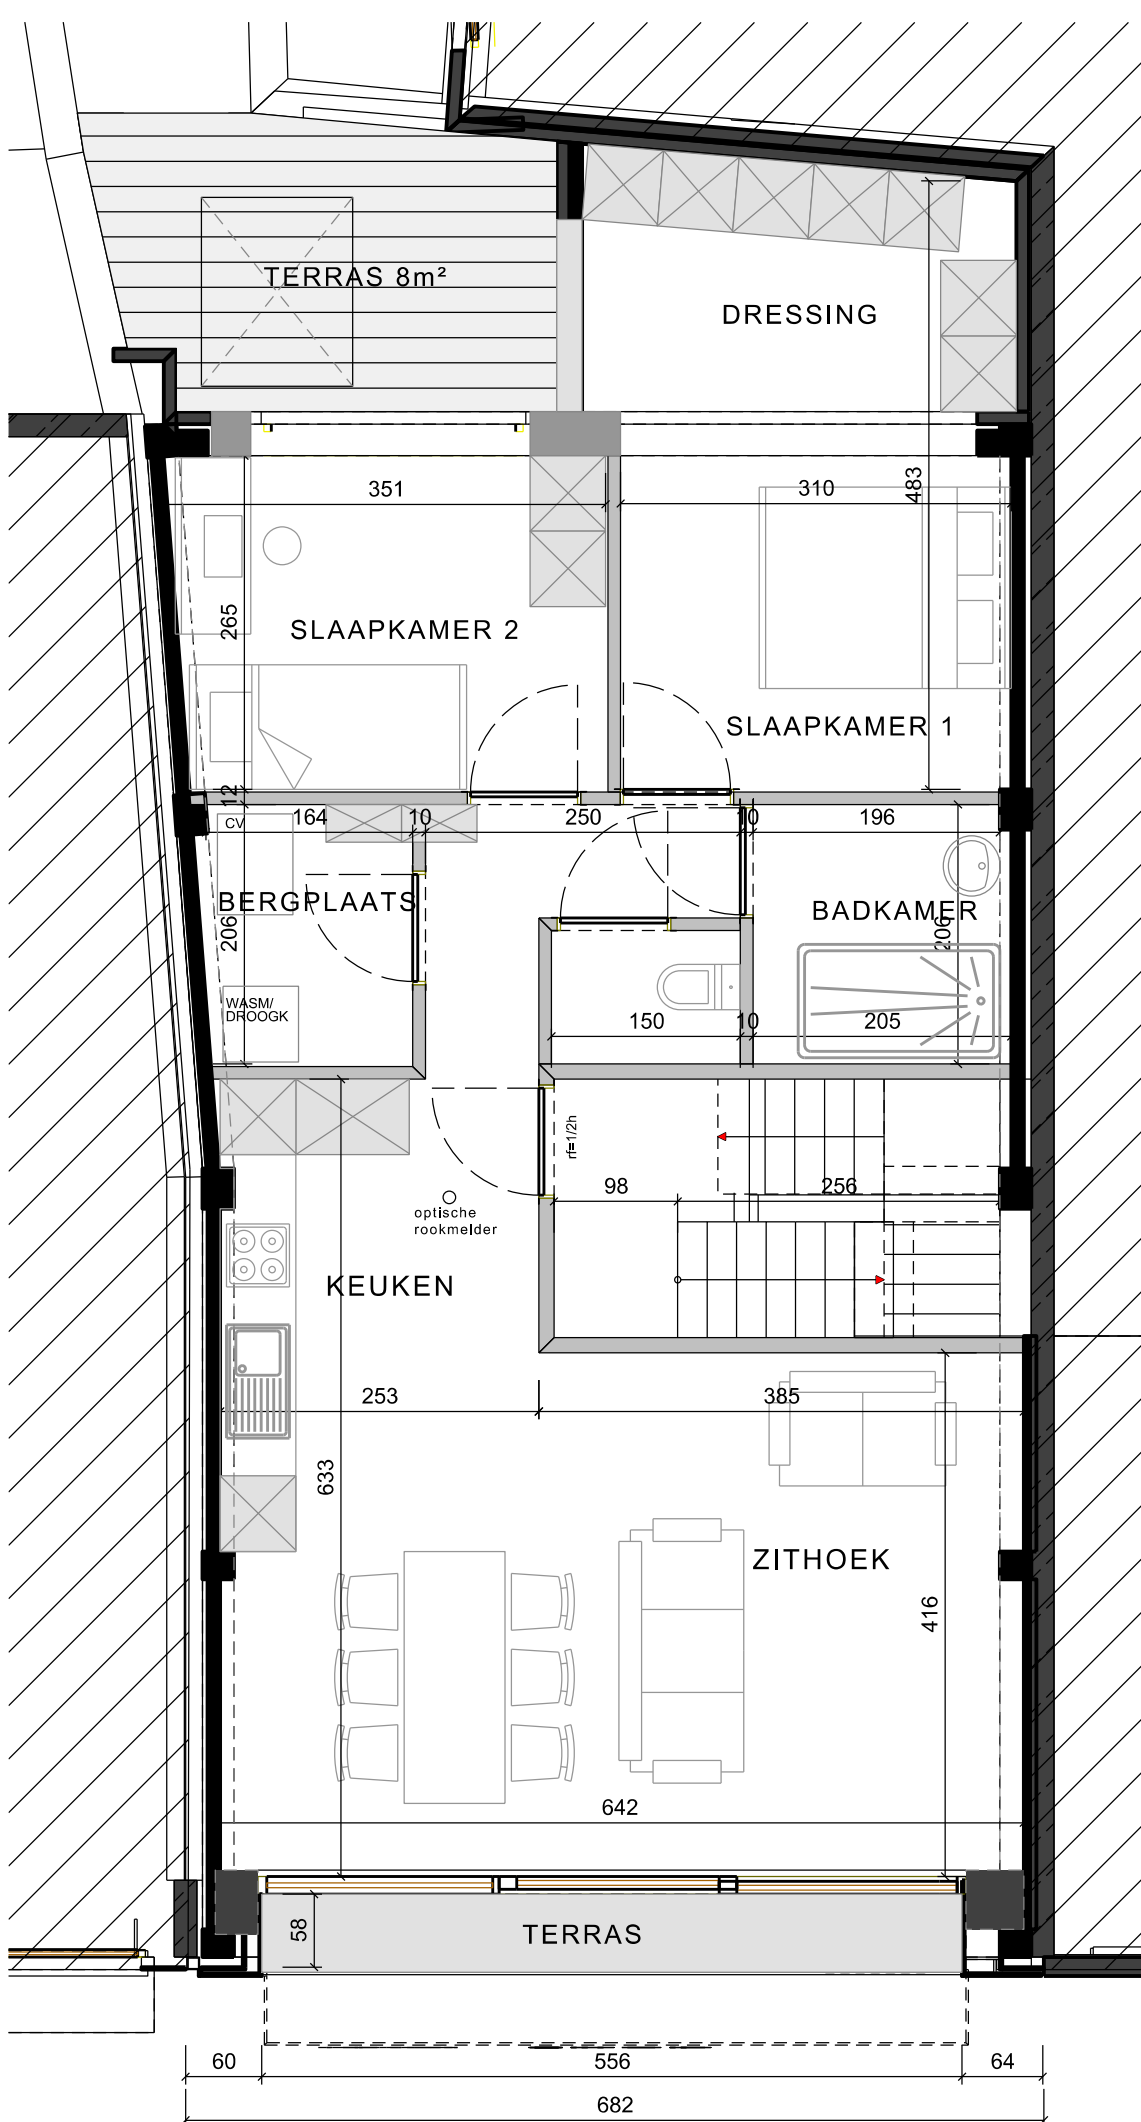 TERRAS 8m²
DRESSING
351
310
483
265
SLAAPKAMER 2
SLAAPKAMER 1
12
CV
164
10
250
10
196
BERGPLAATS
BADKAMER
206
206
WASM/
DROOGK
150
10
205
rf=1/2h
98
256
optische
rookmelder
KEUKEN
253
385
633
ZITHOEK
416
642
58
TERRAS
60
556
64
682